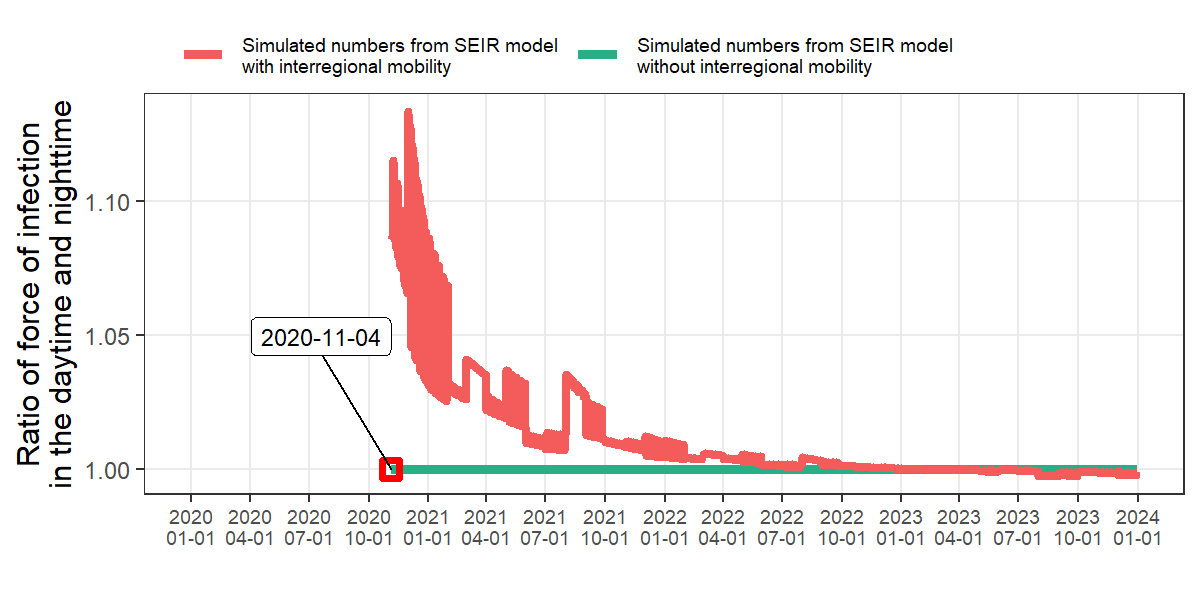 Simulated numbers from SEIR model
with interregional mobility
Simulated numbers from SEIR model
without interregional mobility
Ratio of force of infection
in the daytime and nighttime
1.10
1.05
1.00
2020-11-04
2020 2020 2020 2020 2021 2021 2021 2021 2022 2022 2022 2022 2023 2023 2023 2023 2024
01-01 04-01 07-01 10-01 01-01 04-01 07-01 10-01 01-01 04-01 07-01 10-01 01-01 04-01 07-01 10-01 01-01